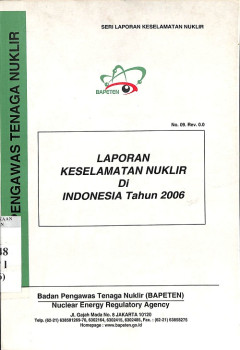 SERI LAPORAN KESELAMATAN NUKLIR
PENGAWAS TENAGA NUKLIR
BAPETEN
No. 09. Rev. 0.0
LAPORAN
KESELAMATAN NUKLIR
Di
INDONESIA Tahun 2006
Badan Pengawas Tenaga Nuklir (BAPETEN)
Nuclear Energy Regulatory Agency
Jl. Gajah Mada No. 8 JAKARTA 10120
Homepage : www.bapeten.go.id